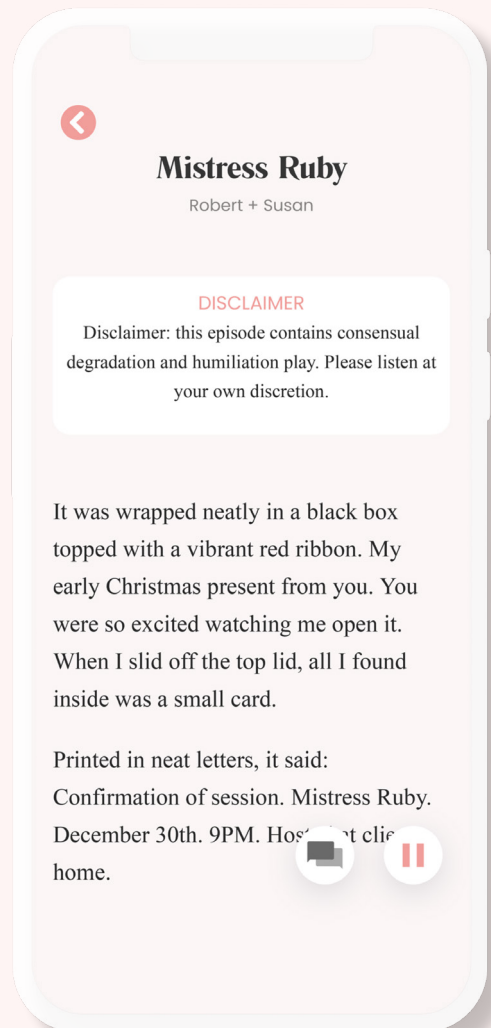 Mistress Ruby
Robert + Susan
DISCLAIMER
Disclaimer: this episode contains consensual
degradation and humiliation play. Please listen at
your own discretion.
It was wrapped neatly in a black box
topped with a vibrant red ribbon. My
early Christmas present from you. You
were so excited watching me open it.
When I slid off the top lid, all I found
inside was a small card.
Printed in neat letters, it said:
Confirmation of session. Mistress Ruby.
December 30th. 9PM.
home.